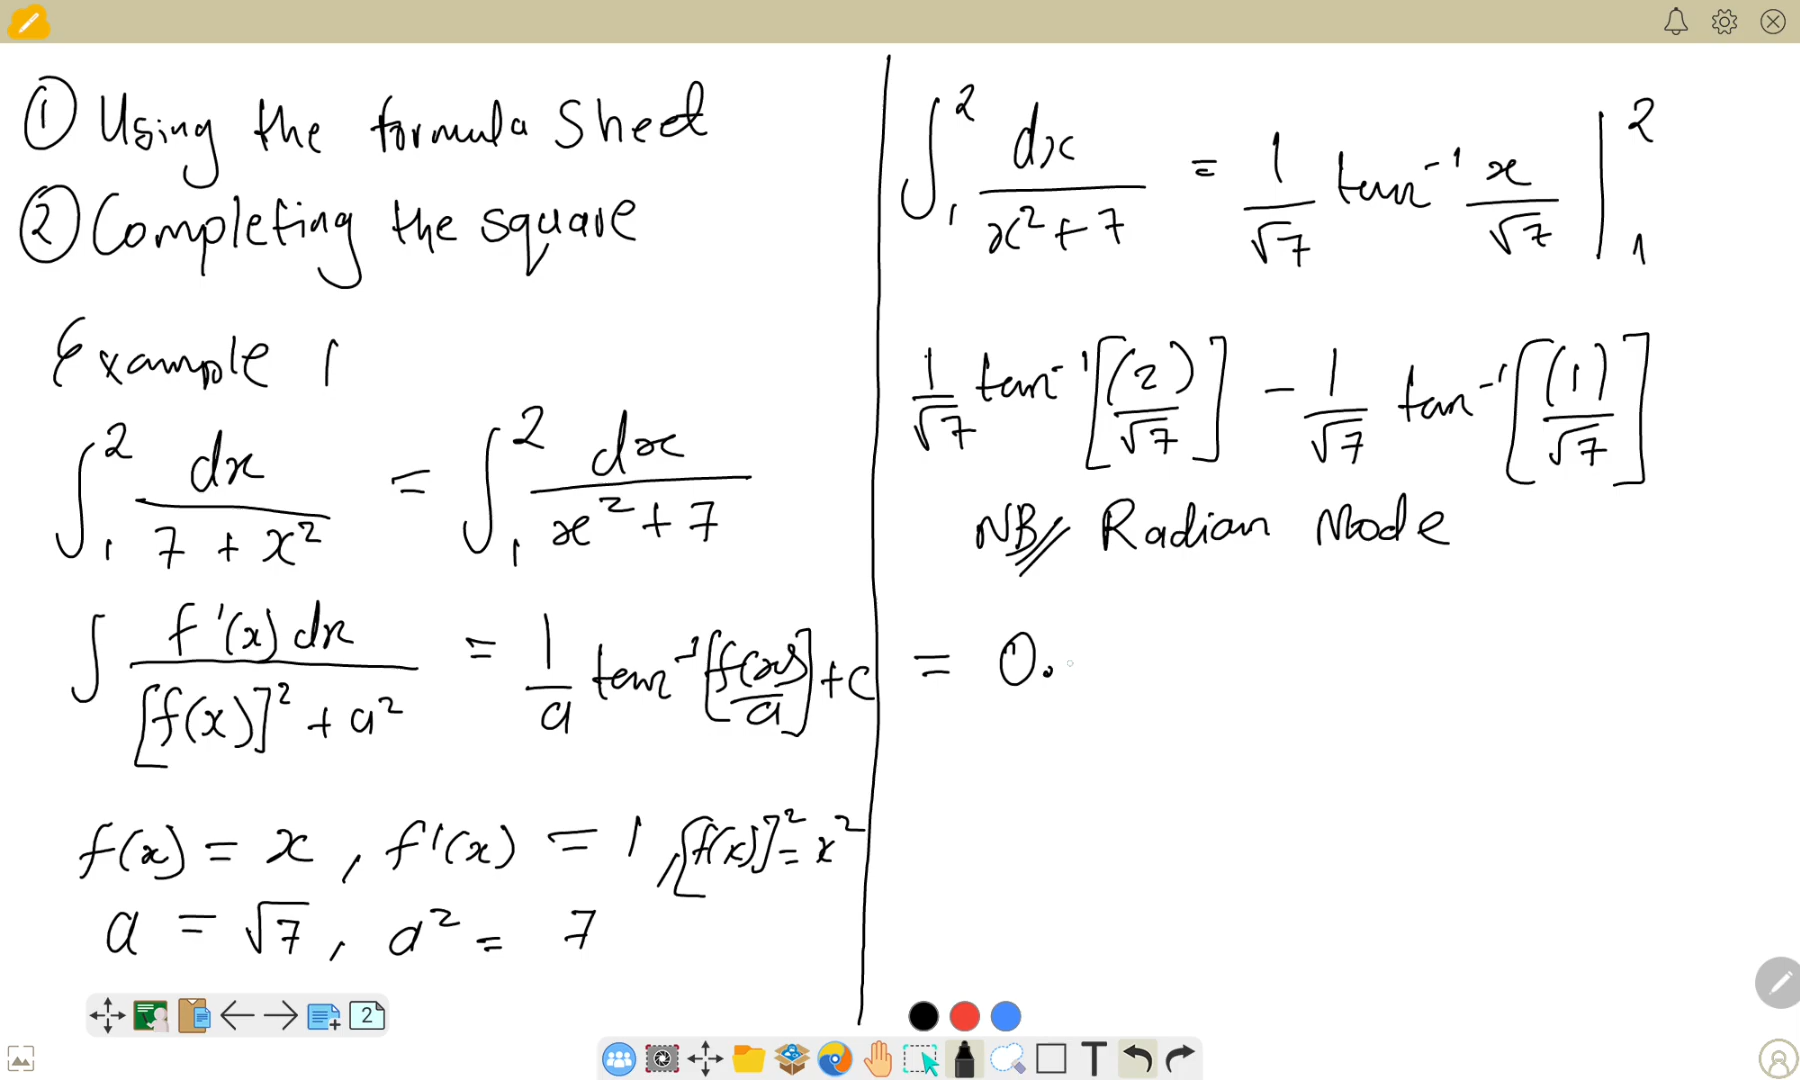 ① Using the formula Sheet
② Completing the square
Example 1
∫₁² dx / (7 + x²) = ∫₁² dx / (x² + 7)
∫ f'(x) dx / ([f(x)]² + a²) = 1/a tan⁻¹ [f(x)/a] + c
f(x) = x , f'(x) = 1 , [f(x)]² = x²
a = √7 , a² = 7
∫₁² dx / (x² + 7) = 1/√7 tan⁻¹ x/√7 |₁²
1/√7 tan⁻¹ [(2)/√7] − 1/√7 tan⁻¹ [(1)/√7]
NB// Radian Mode
= 0.
2
T